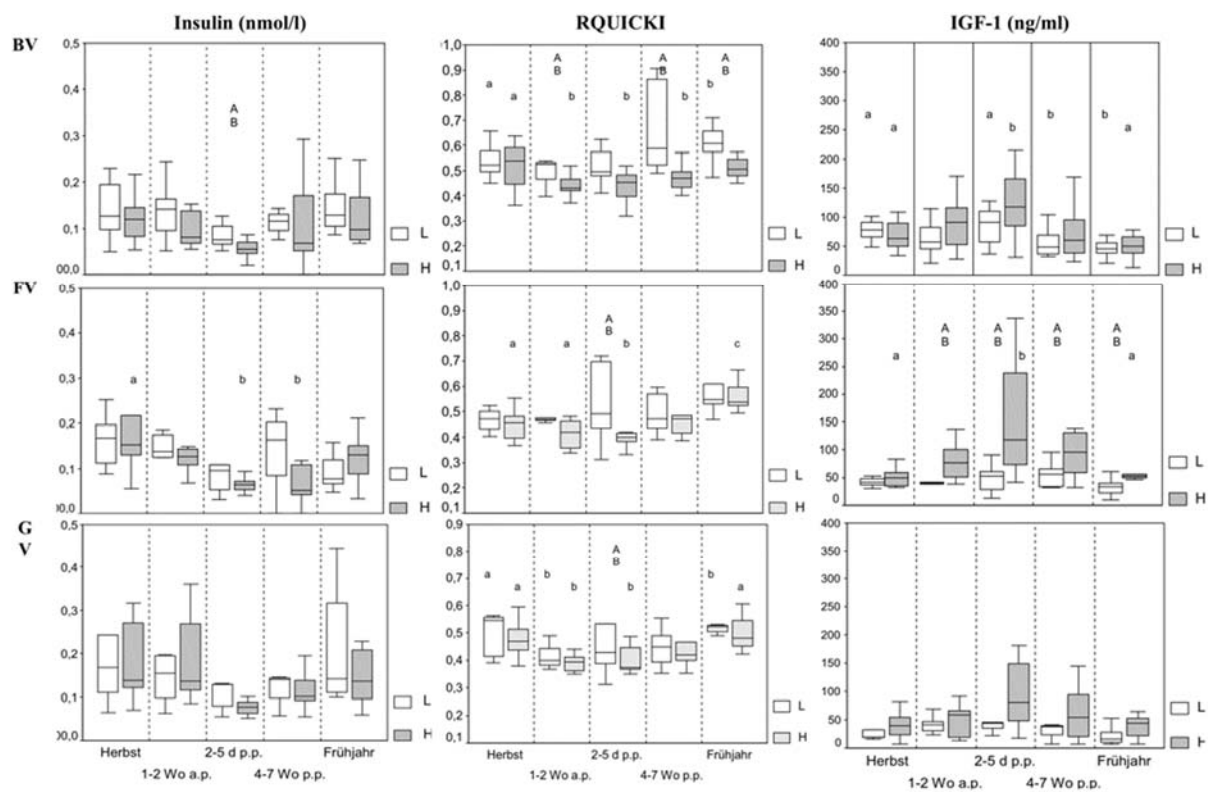 Insulin (nmol/l)
RQUICKI
IGF-1 (ng/ml)
BV
0,5
0,4
0,3
0,2
0,1
00,0
A
B
L
H
1,0
0,9
0,8
0,7
0,6
0,5
0,4
0,3
0,2
0,1
a
a
A
B
b
b
A
B
b
b
A
B
L
H
400
350
300
250
200
150
100
50
0
a
a
a
b
b
b
a
L
H
FV
0,5
0,4
0,3
0,2
0,1
0,0
a
b
b
L
H
1,0
0,9
0,8
0,7
0,6
0,5
0,4
0,3
0,2
0,1
a
a
A
B
b
c
L
H
400
350
300
250
200
150
100
50
0
a
A
B
A
B
b
A
B
A
B
a
L
H
G
V
0,5
0,4
0,3
0,2
0,1
00,0
L
H
0,9
0,8
0,7
0,6
0,5
0,4
0,3
0,2
0,1
a
a
b
b
A
B
b
b
a
L
H
400
350
300
250
200
150
100
50
0
L
H
Herbst
2-5 d p.p.
Frühjahr
1-2 Wo a.p.
4-7 Wo p.p.
Herbst
2-5 d p.p.
Frühjahr
1-2 Wo a.p.
4-7 Wo p.p.
Herbst
2-5 d p.p.
Frühjahr
1-2 Wo a.p.
4-7 Wo p.p.